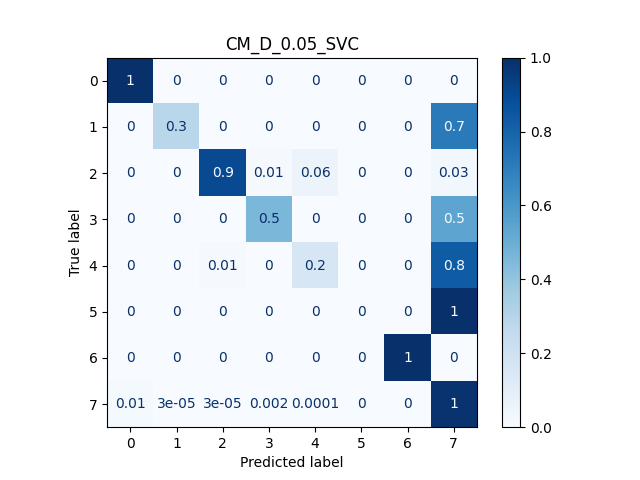 CM_D_0.05_SVC
True label
0 1 0 0 0 0 0 0 0
1 0 0.3 0 0 0 0 0 0.7
2 0 0 0.9 0.01 0.06 0 0 0.03
3 0 0 0 0.5 0 0 0 0.5
4 0 0 0.01 0 0.2 0 0 0.8
5 0 0 0 0 0 0 0 1
6 0 0 0 0 0 0 1 0
7 0.01 3e-05 3e-05 0.002 0.0001 0 0 1
0 1 2 3 4 5 6 7
Predicted label
1.0
0.8
0.6
0.4
0.2
0.0